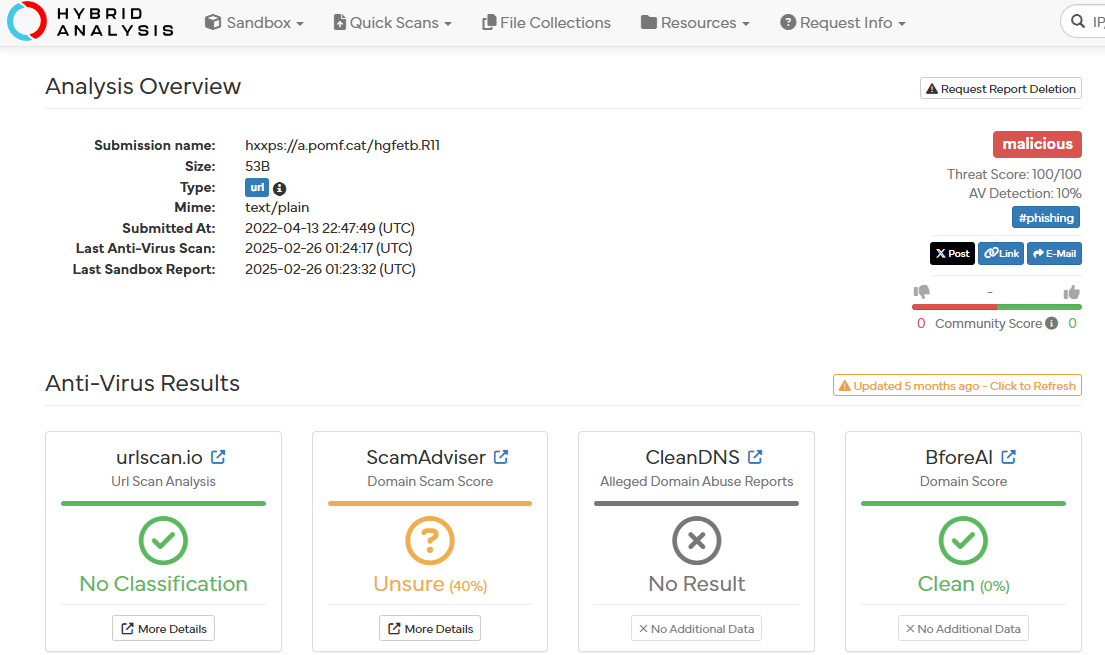 HYBRID
ANALYSIS
Sandbox
Quick Scans
File Collections
Resources
Request Info
IP,
Analysis Overview
Request Report Deletion
Submission name: hxxps://a.pomf.cat/hgfetb.R11
Size: 53B
Type: url
Mime: text/plain
Submitted At: 2022-04-13 22:47:49 (UTC)
Last Anti-Virus Scan: 2025-02-26 01:24:17 (UTC)
Last Sandbox Report: 2025-02-26 01:23:32 (UTC)
malicious
Threat Score: 100/100
AV Detection: 10%
#phishing
X Post
Link
E-Mail
-
0 Community Score 0
Anti-Virus Results
Updated 5 months ago - Click to Refresh
urlscan.io
Url Scan Analysis
No Classification
More Details
ScamAdviser
Domain Scam Score
Unsure (40%)
More Details
CleanDNS
Alleged Domain Abuse Reports
No Result
No Additional Data
BforeAI
Domain Score
Clean (0%)
No Additional Data